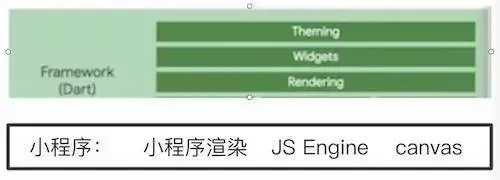 Theming
Widgets
Framework
(Dart)
Rendering
小程序： 小程序渲染 JS Engine canvas